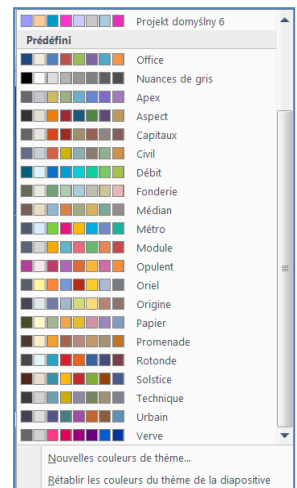 Projekt domyślny 6
Prédéfini
Office
Nuances de gris
Apex
Aspect
Capitaux
Civil
Débit
Fonderie
Médian
Métro
Module
Opulent
Oriel
Origine
Papier
Promenade
Rotonde
Solstice
Technique
Urbain
Verve
Nouvelles couleurs de thème...
Rétablir les couleurs du thème de la diapositive